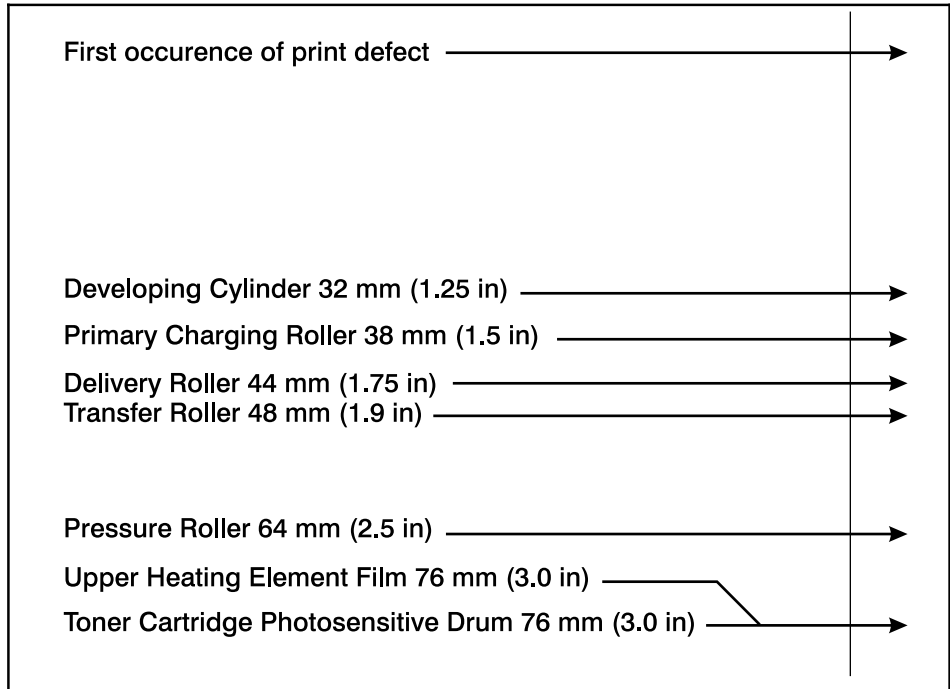 First occurence of print defect
Developing Cylinder 32 mm (1.25 in)
Primary Charging Roller 38 mm (1.5 in)
Delivery Roller 44 mm (1.75 in)
Transfer Roller 48 mm (1.9 in)
Pressure Roller 64 mm (2.5 in)
Upper Heating Element Film 76 mm (3.0 in)
Toner Cartridge Photosensitive Drum 76 mm (3.0 in)